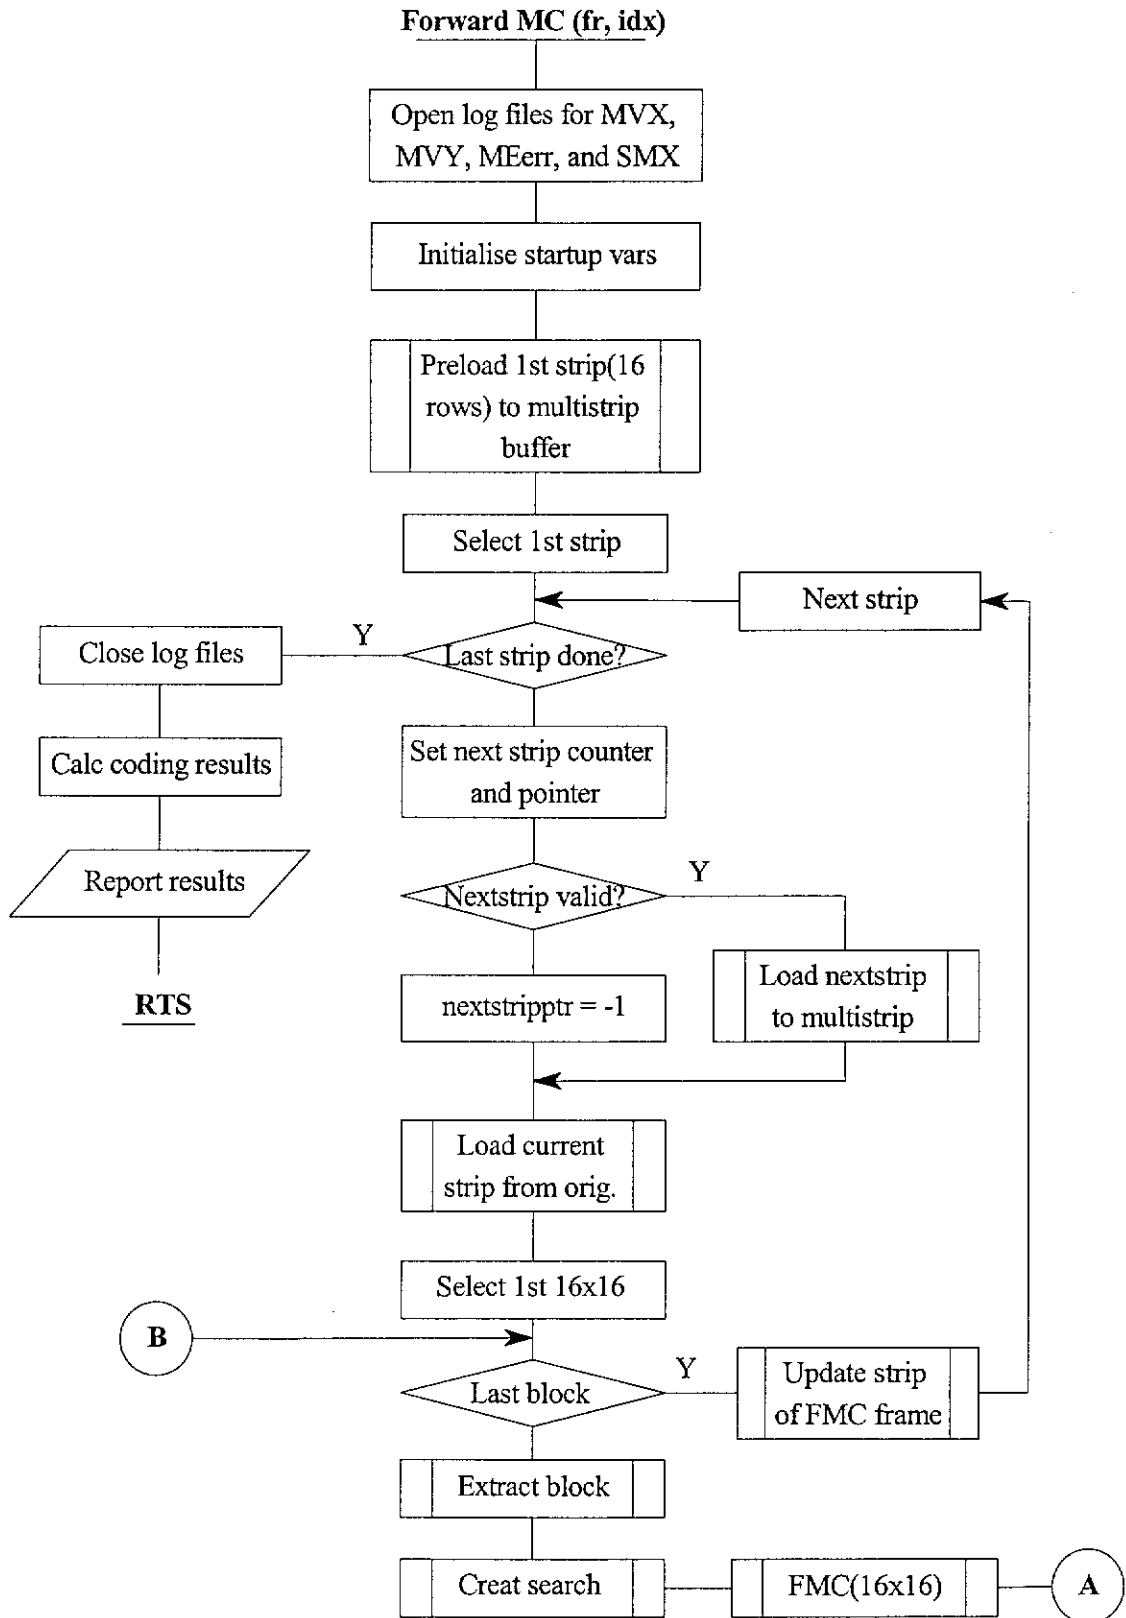 Forward MC (fr, idx)
Open log files for MVX,
MVY, MEerr, and SMX
Initialise startup vars
Preload 1st strip(16
rows) to multistrip
buffer
Select 1st strip
Next strip
Y
Close log files
Last strip done?
Calc coding results
Set next strip counter
and pointer
Report results
Nextstrip valid?
Y
RTS
nextstripptr = -1
Load nextstrip
to multistrip
Load current
strip from orig.
Select 1st 16x16
B
Last block
Y
Update strip
of FMC frame
Extract block
Creat search
FMC(16x16)
A